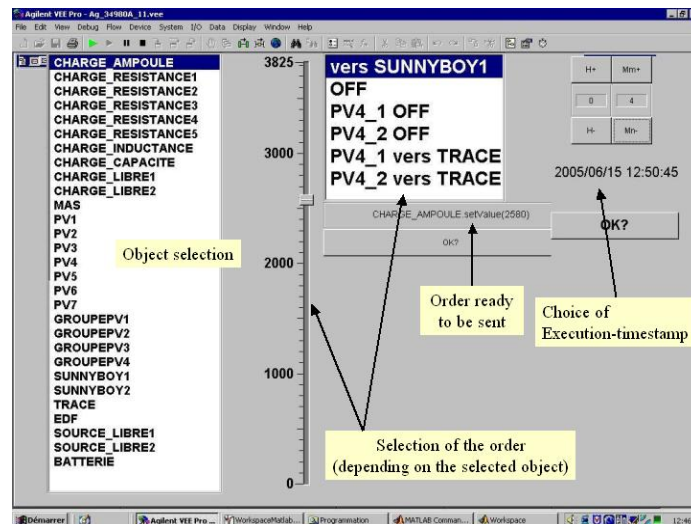 Agilent VEE Pro - Ag_34980A_11.vee
File Edit View Debug Flow Device System I/O Data Display Window Help
CHARGE_AMPOULE
CHARGE_RESISTANCE1
CHARGE_RESISTANCE2
CHARGE_RESISTANCE3
CHARGE_RESISTANCE4
CHARGE_RESISTANCE5
CHARGE_INDUCTANCE
CHARGE_CAPACITE
CHARGE_LIBRE1
CHARGE_LIBRE2
MAS
PV1
PV2
PV3
PV4
PV5
PV6
PV7
GROUPEPV1
GROUPEPV2
GROUPEPV3
GROUPEPV4
SUNNYBOY1
SUNNYBOY2
TRACE
EDF
SOURCE_LIBRE1
SOURCE_LIBRE2
BATTERIE
Object selection
3825
3000
2000
1000
0
vers SUNNYBOY1
OFF
PV4_1 OFF
PV4_2 OFF
PV4_1 vers TRACE
PV4_2 vers TRACE
CHARGE_AMPOULE.setValue(2580)
OK?
Order ready
to be sent
H+ Mm+
0 4
H- Mn-
2005/06/15 12:50:45
OK?
Choice of
Execution-timestamp
Selection of the order
(depending on the selected object)
Démarrer Agilent VEE Pro ... WorkspaceMatlab... Programmation MATLAB Comman... Workspace